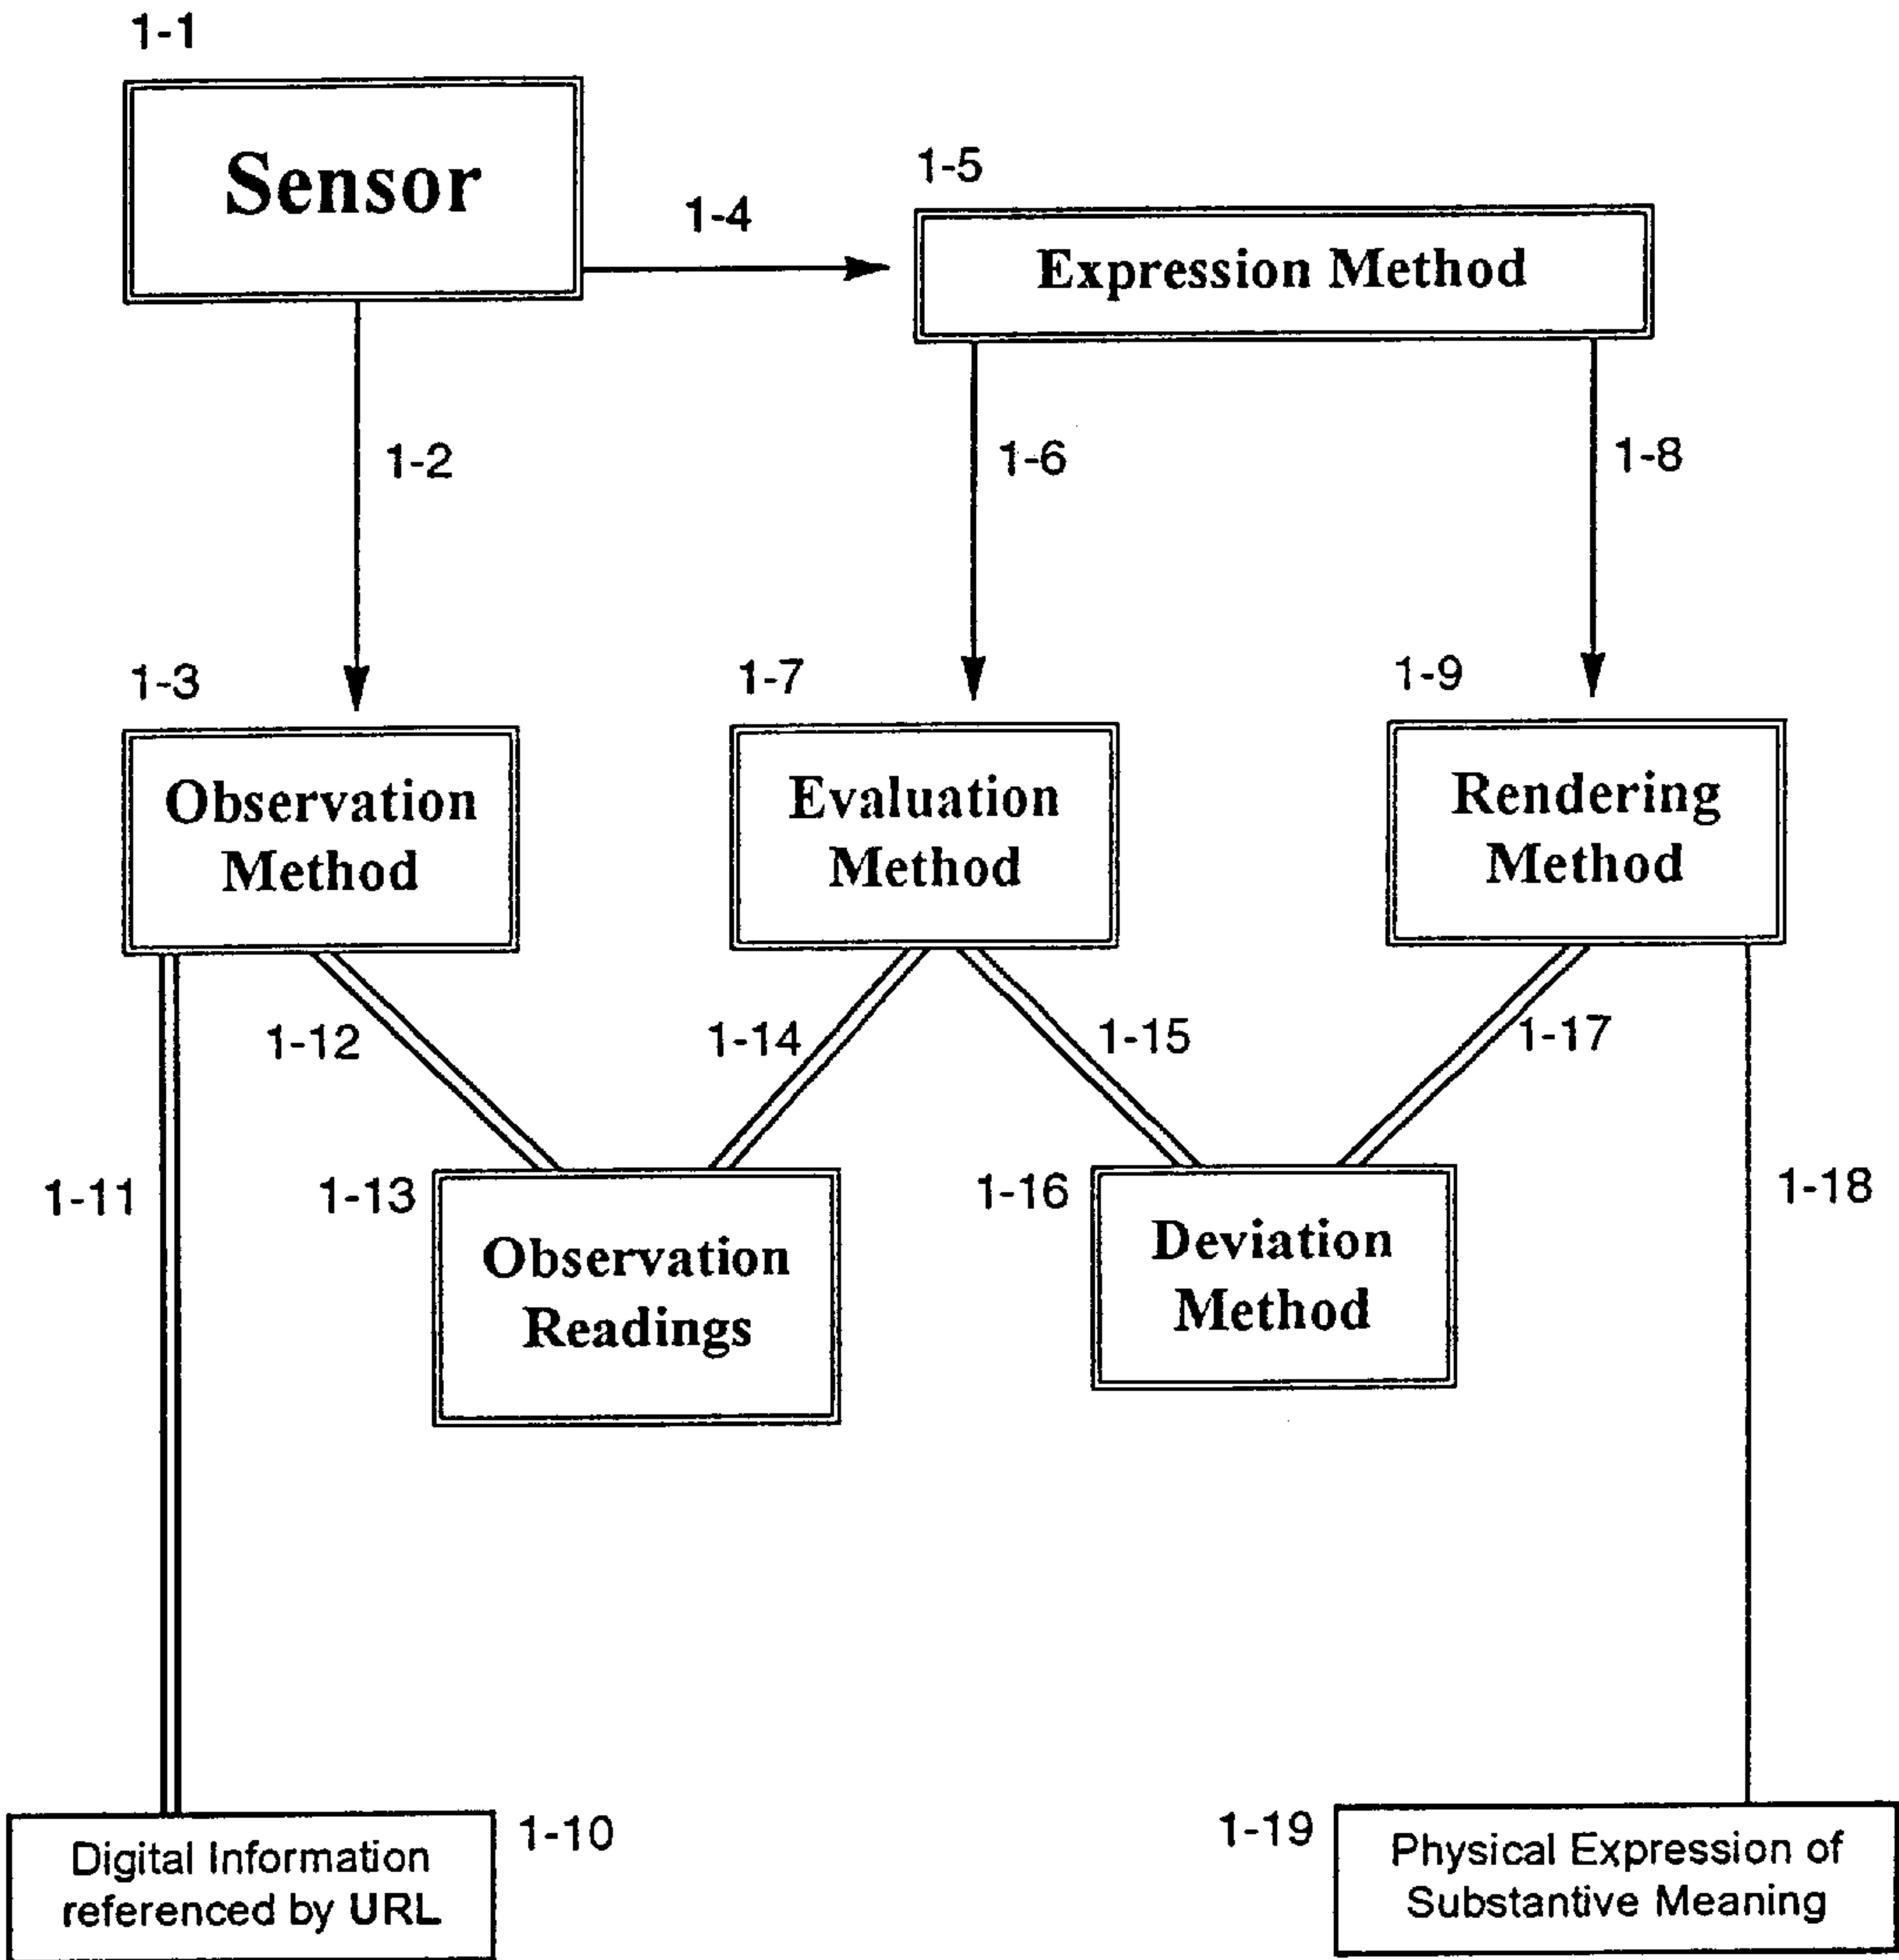 1-1
Sensor
1-4
1-5
Expression Method
1-2
1-6
1-8
1-3
Observation
Method
1-7
Evaluation
Method
1-9
Rendering
Method
1-12
1-14
1-15
1-17
1-11
1-13
Observation
Readings
1-16
Deviation
Method
1-18
Digital Information
referenced by URL
1-10
1-19
Physical Expression of
Substantive Meaning